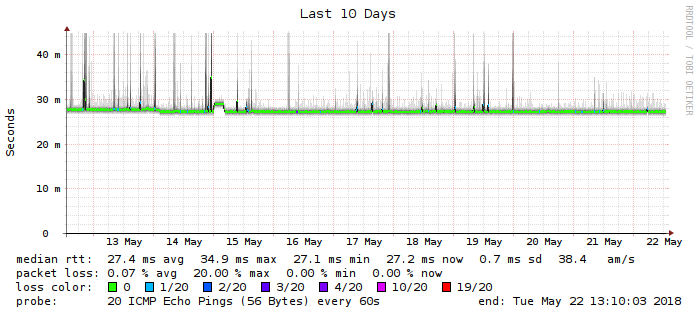 Last 10 Days
RRDTOOL / TOBI OETIKER
Seconds
40 m
30 m
20 m
10 m
0
13 May 14 May 15 May 16 May 17 May 18 May 19 May 20 May 21 May 22 May
median rtt: 27.4 ms avg 34.9 ms max 27.1 ms min 27.2 ms now 0.7 ms sd 38.4 am/s
packet loss: 0.07 % avg 20.00 % max 0.00 % min 0.00 % now
loss color: 0 1/20 2/20 3/20 4/20 10/20 19/20
probe: 20 ICMP Echo Pings (56 Bytes) every 60s end: Tue May 22 13:10:03 2018